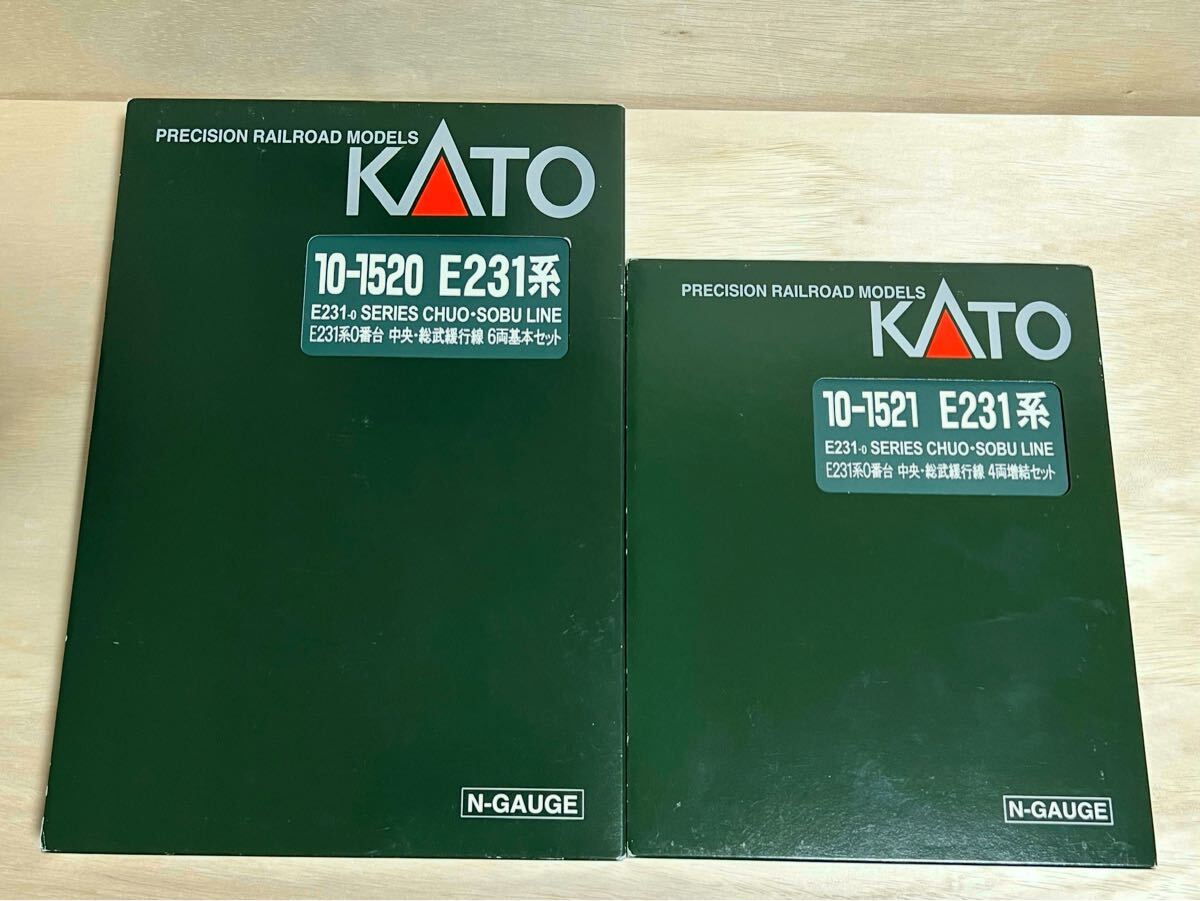 PRECISION RAILROAD MODELS
KATO
10-1520 E231系
E231-0 SERIES CHUO・SOBU LINE
E231系0番台 中央・総武緩行線 6両基本セット
N-GAUGE
PRECISION RAILROAD MODELS
KATO
10-1521 E231系
E231-0 SERIES CHUO・SOBU LINE
E231系0番台 中央・総武緩行線 4両増結セット
N-GAUGE